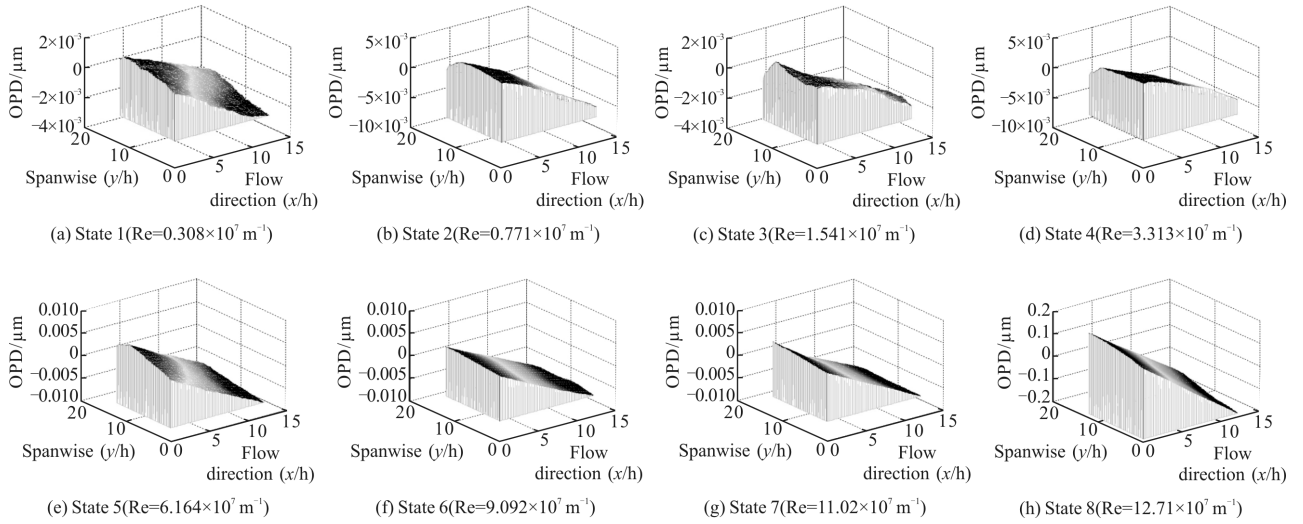 2×10⁻³
0
−2×10⁻³
−4×10⁻³
OPD/μm
20
10
0
0
5
10
15
Spanwise (y/h)
Flow
direction (x/h)
(a) State 1(Re=0.308×10⁷ m⁻¹)
5×10⁻³
0
−5×10⁻³
−10×10⁻³
OPD/μm
20
10
0
0
5
10
15
Spanwise (y/h)
Flow
direction (x/h)
(b) State 2(Re=0.771×10⁷ m⁻¹)
2×10⁻³
0
−2×10⁻³
−4×10⁻³
OPD/μm
20
10
0
0
5
10
15
Spanwise (y/h)
Flow
direction (x/h)
(c) State 3(Re=1.541×10⁷ m⁻¹)
5×10⁻³
0
−5×10⁻³
−10×10⁻³
OPD/μm
20
10
0
0
5
10
15
Spanwise (y/h)
Flow
direction (x/h)
(d) State 4(Re=3.313×10⁷ m⁻¹)
0.010
0.005
0
−0.005
−0.010
OPD/μm
20
10
0
0
5
10
15
Spanwise (y/h)
Flow
direction (x/h)
(e) State 5(Re=6.164×10⁷ m⁻¹)
0.010
0.005
0
−0.005
−0.010
OPD/μm
20
10
0
0
5
10
15
Spanwise (y/h)
Flow
direction (x/h)
(f) State 6(Re=9.092×10⁷ m⁻¹)
0.010
0.005
0
−0.005
−0.010
OPD/μm
20
10
0
0
5
10
15
Spanwise (y/h)
Flow
direction (x/h)
(g) State 7(Re=11.02×10⁷ m⁻¹)
0.2
0.1
0
−0.1
−0.2
OPD/μm
20
10
0
0
5
10
15
Spanwise (y/h)
Flow
direction (x/h)
(h) State 8(Re=12.71×10⁷ m⁻¹)